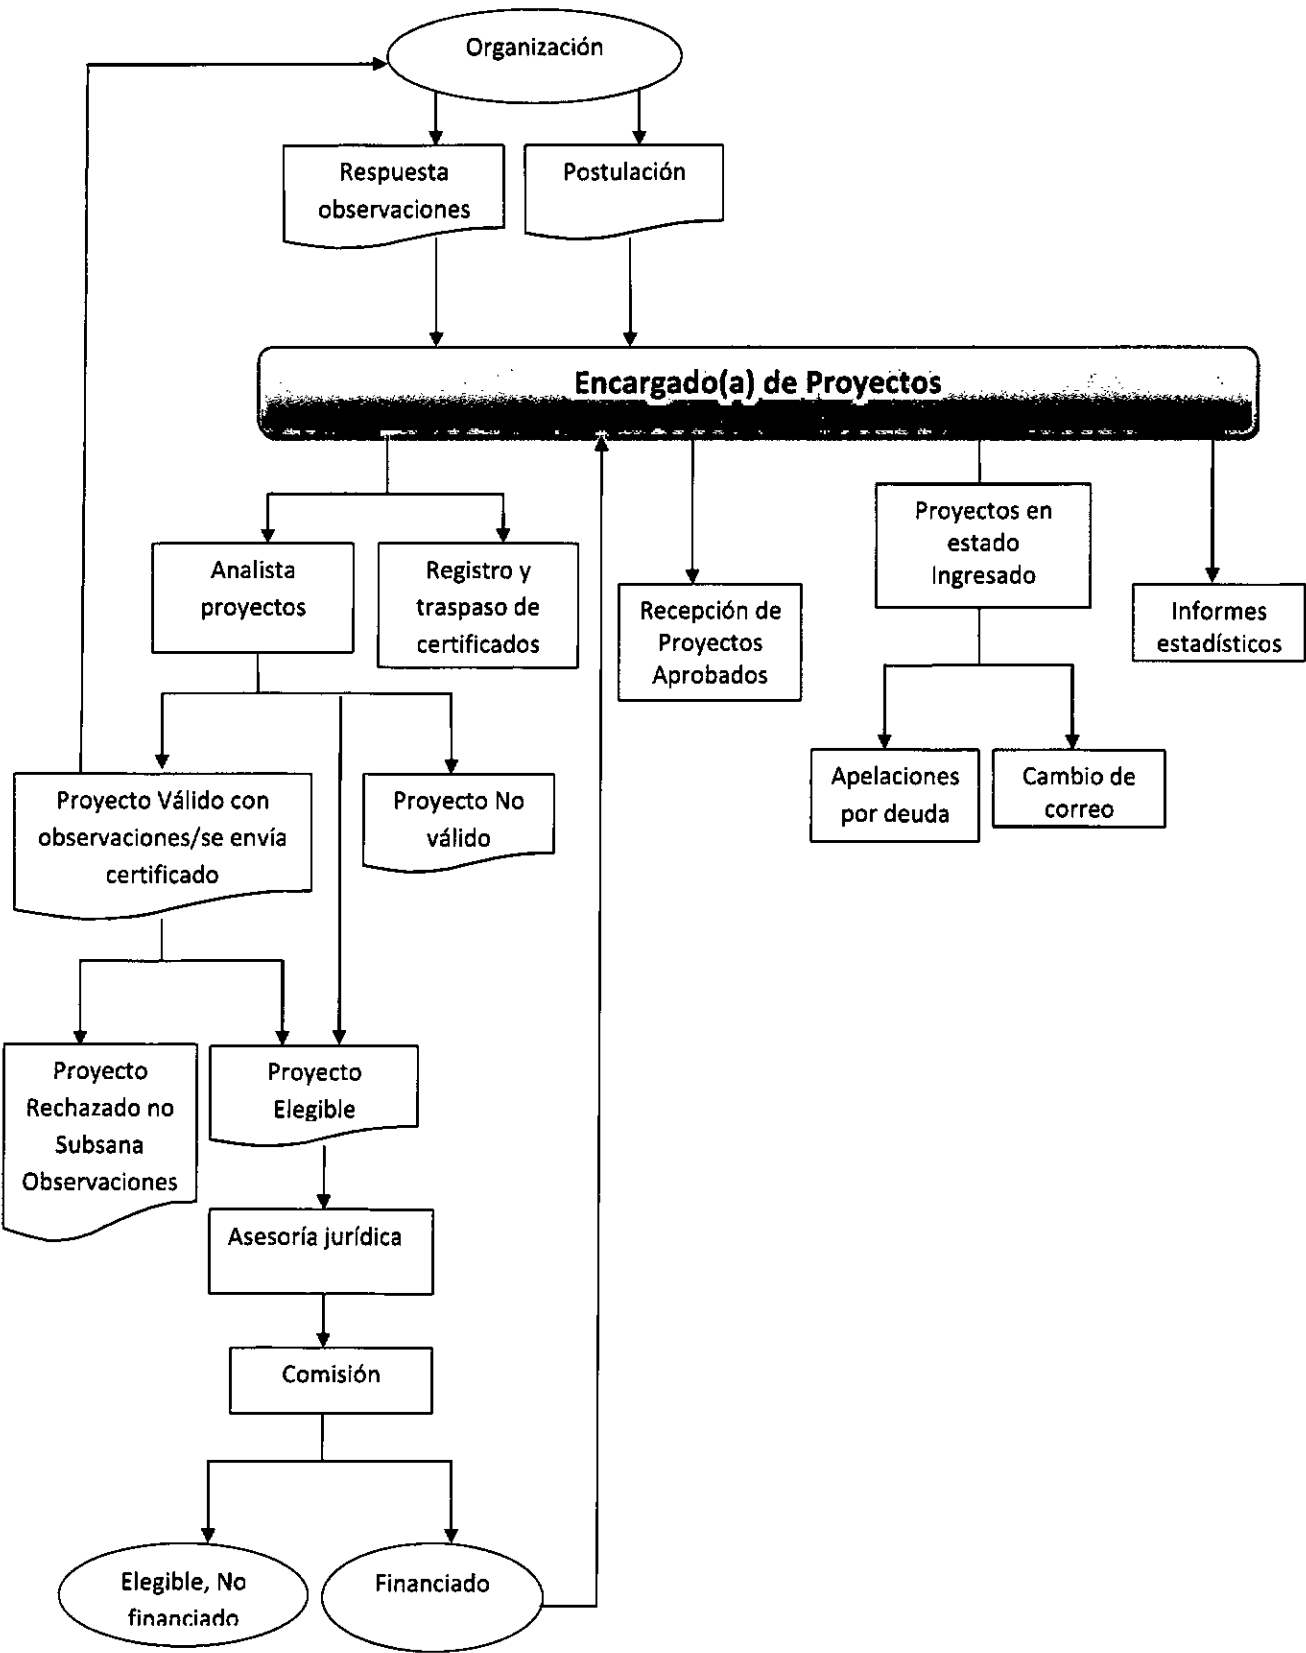 Organización
Respuesta
observaciones
Postulación
Encargado(a) de Proyectos
Analista
proyectos
Registro y
traspaso de
certificados
Recepción de
Proyectos
Aprobados
Proyectos en
estado
Ingresado
Informes
estadísticos
Apelaciones
por deuda
Cambio de
correo
Proyecto Válido con
observaciones/se envía
certificado
Proyecto No
válido
Proyecto
Rechazado no
Subsana
Observaciones
Proyecto
Elegible
Asesoría jurídica
Comisión
Elegible, No
financiado
Financiado